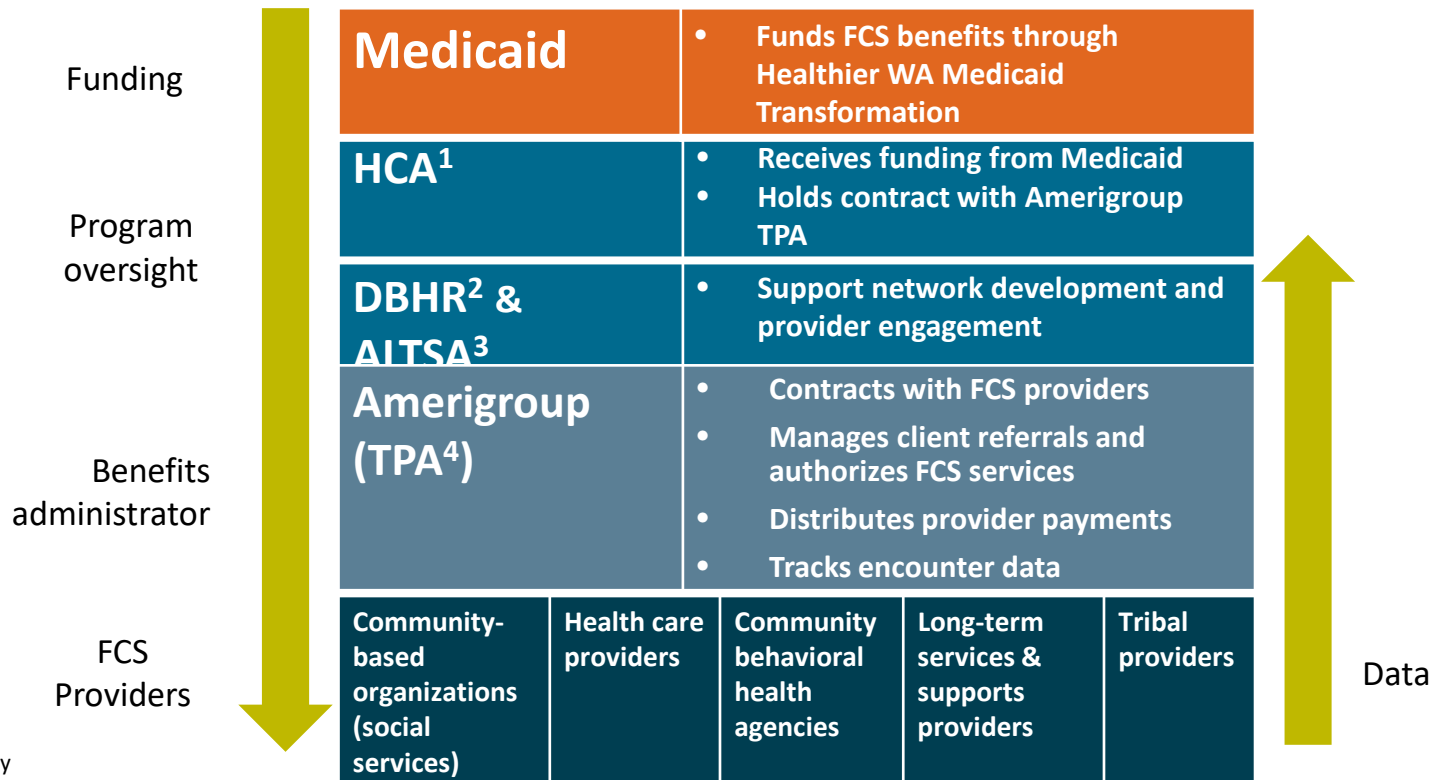 Funding
Medicaid
• Funds FCS benefits through
Healthier WA Medicaid
Transformation
Program
oversight
HCA1
• Receives funding from Medicaid
• Holds contract with Amerigroup
TPA
DBHR2 &
ALTSA3
• Support network development and
provider engagement
Benefits
administrator
Amerigroup
(TPA4)
• Contracts with FCS providers
• Manages client referrals and
authorizes FCS services
• Distributes provider payments
• Tracks encounter data
FCS
Providers
Community-
based
organizations
(social
services)
Health care
providers
Community
behavioral
health
agencies
Long-term
services &
supports
providers
Tribal
providers
Data
y